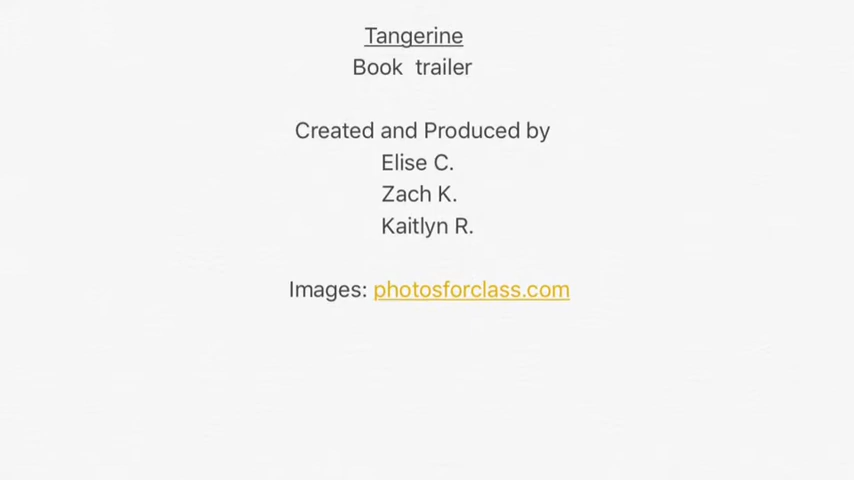 Tangerine
Book trailer
Created and Produced by
Elise C.
Zach K.
Kaitlyn R.
Images: photosforclass.com